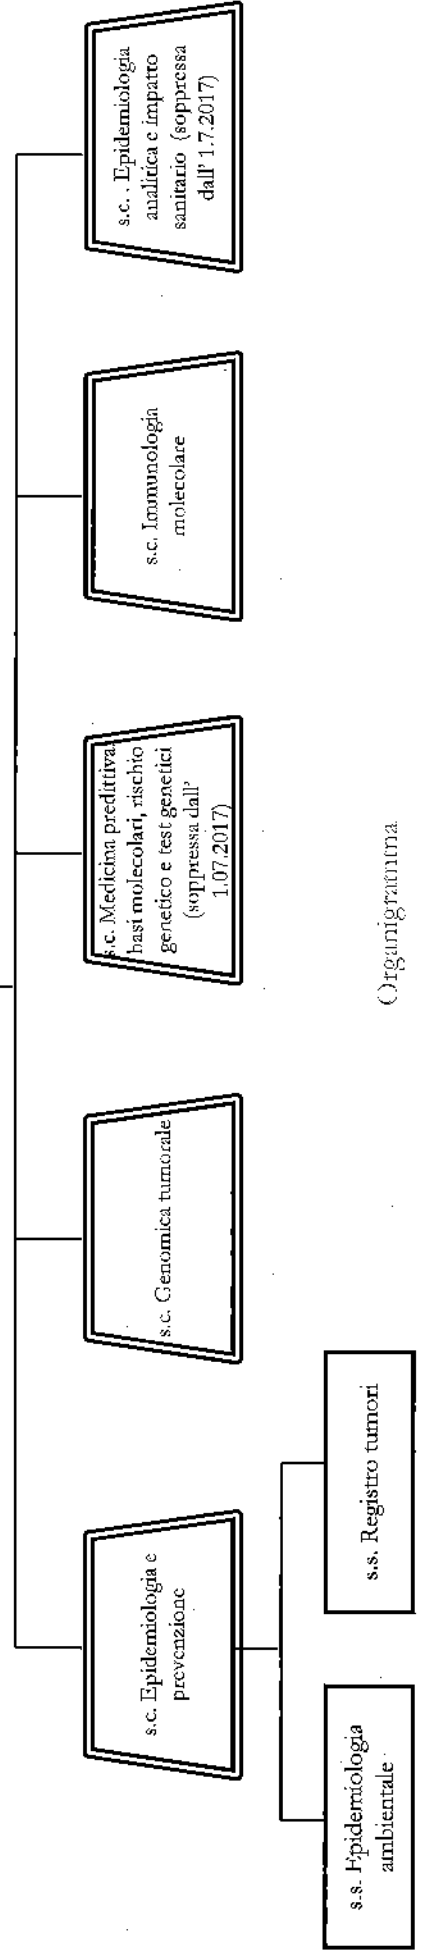 s.c. Epidemiologia e
prevenzione
s.c. Genomica tumorale
s.c. Medicina predittiva:
basi molecolari, rischio
genetico e test genetici
(soppressa dall'
1.07.2017)
s.c. Immunologia
molecolare
s.c. . Epidemiologia
analitica e impatto
sanitario (soppressa
dall' 1.7.2017)
s.s. Epidemiologia
ambientale
s.s. Registro tumori
Organigramma